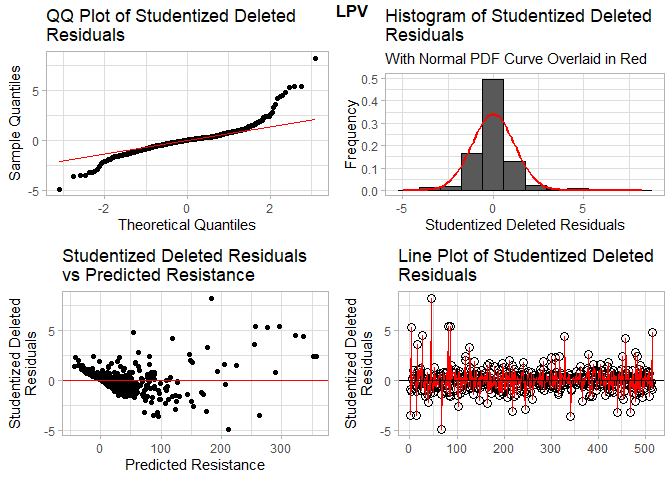 LPV
QQ Plot of Studentized Deleted
Residuals
Sample Quantiles
5
0
-5
-2
0
2
Theoretical Quantiles
Histogram of Studentized Deleted
Residuals
With Normal PDF Curve Overlaid in Red
Frequency
0.5
0.4
0.3
0.2
0.1
0.0
-5
0
5
Studentized Deleted Residuals
Studentized Deleted Residuals
vs Predicted Resistance
Studentized Deleted
Residuals
5
0
-5
0
100
200
300
Predicted Resistance
Line Plot of Studentized Deleted
Residuals
Studentized Deleted
Residuals
5
0
-5
0
100
200
300
400
500